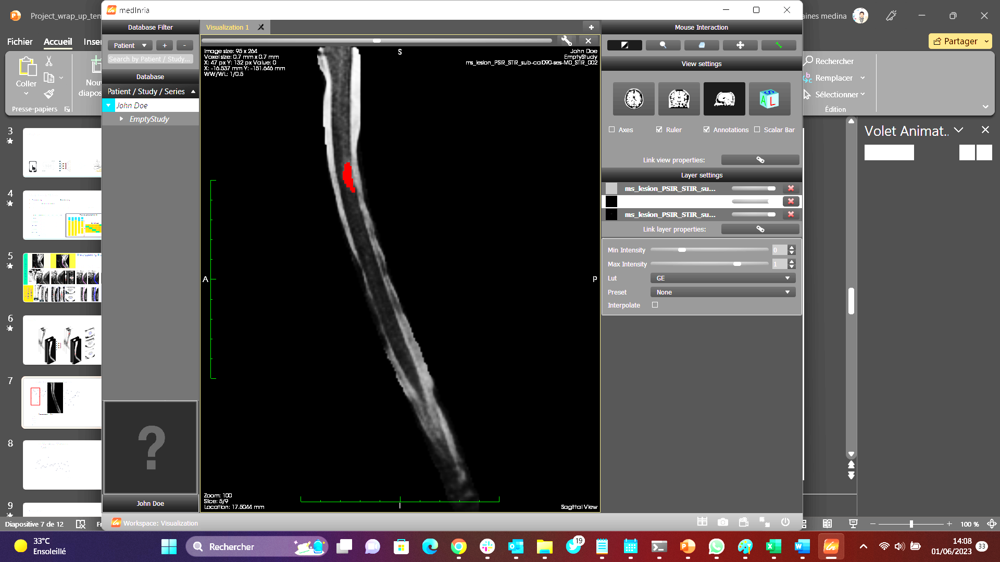 Project_wrap_up_ten
medInria
aines medina
Fichier
Accueil
Inser
Partager
Coller
Nou
diapos
Presse-papiers
Rechercher
Remplacer
Sélectionner
Édition
Database Filter
Patient
+
-
Search by Patient / Study...
Database
Patient / Study / Series
John Doe
EmptyStudy
John Doe
Visualization 1
+
Image size: 95 x 264
Voxel size: 0.7 mm x 0.7 mm
X: 47 px Y: 132 px Value: 0
X: -16.537 mm Y: -151.646 mm
WW/WL: 1/0.5
S
John Doe
EmptyStudy
ms_lesion_PSIR_STIR_sub-cal090-ses-M0_STIR_002
A
P
I
Zoom: 100
Slice: 5/9
Location: 17.5044 mm
Sagittal View
Mouse Interaction
View settings
A S L
Axes
Ruler
Annotations
Scalar Bar
Link view properties:
Layer settings
ms_lesion_PSIR_STIR_su...
ms_lesion_PSIR_STIR_su...
Link layer properties:
Min Intensity
0
Max Intensity
1
Lut
GE
Preset
None
Interpolate
Volet Animat..
3
4
5
6
7
8
9
Workspace: Visualization
Diapositive 7 de 12
100 %
33°C
Ensoleillé
Rechercher
19
14:08
01/06/2023
33